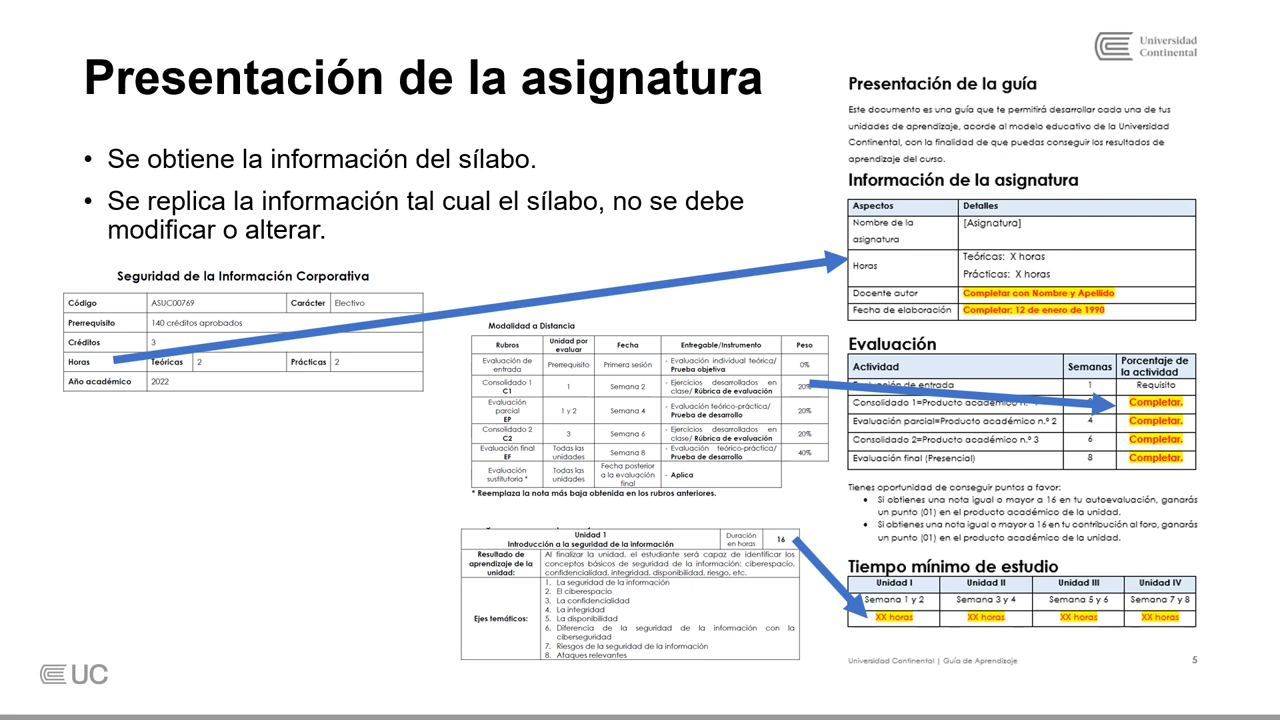 Presentación de la asignatura
• Se obtiene la información del sílabo.
• Se replica la información tal cual el sílabo, no se debe
modificar o alterar.
Seguridad de la Información Corporativa
Código ASUC00769 Carácter Electivo
Prerrequisito 140 créditos aprobados
Créditos 3
Horas Teóricas 2 Prácticas 2
Año académico 2022
Modalidad a Distancia
Rubros Unidad por evaluar Fecha Entregable/Instrumento Peso
Evaluación de entrada Prerrequisito Primera sesión - Evaluación individual teórica/ Prueba objetiva 0%
Consolidado 1 C1 1 Semana 2 - Ejercicios desarrollados en clase/ Rúbrica de evaluación 20%
Evaluación parcial EP 1 y 2 Semana 4 - Evaluación teórico-práctica/ Prueba de desarrollo 20%
Consolidado 2 C2 3 Semana 6 - Ejercicios desarrollados en clase/ Rúbrica de evaluación 20%
Evaluación final EF Todas las unidades Semana 8 - Evaluación teórico-práctica/ Prueba de desarrollo 40%
Evaluación sustitutoria * Todas las unidades Fecha posterior a la evaluación final - Aplica
* Reemplaza la nota más baja obtenida en los rubros anteriores.
Unidad 1
Introducción a la seguridad de la información
Duración en horas 16
Resultado de aprendizaje de la unidad:
Al finalizar la unidad, el estudiante será capaz de identificar los
conceptos básicos de seguridad de la información: ciberespacio,
confidencialidad, integridad, disponibilidad, riesgo, etc.
Ejes temáticos:
1. La seguridad de la información
2. El ciberespacio
3. La confidencialidad
4. La integridad
5. La disponibilidad
6. Diferencia de la seguridad de la información con la
ciberseguridad
7. Riesgos de la seguridad de la información
8. Ataques relevantes
UC
Universidad
Continental
Presentación de la guía
Este documento es una guía que te permitirá desarrollar cada una de tus
unidades de aprendizaje, acorde al modelo educativo de la Universidad
Continental, con la finalidad de que puedas conseguir los resultados de
aprendizaje del curso.
Información de la asignatura
Aspectos Detalles
Nombre de la asignatura [Asignatura]
Horas Teóricas: X horas
Prácticas: X horas
Docente autor Completar con Nombre y Apellido
Fecha de elaboración Completar: 12 de enero de 1990
Evaluación
Actividad Semanas Porcentaje de la actividad
Evaluación de entrada 1 Requisito
Consolidado 1=Producto académico Completar.
Evaluación parcial=Producto académico n.º 2 4 Completar.
Consolidado 2=Producto académico n.º 3 6 Completar.
Evaluación final (Presencial) 8 Completar.
Tienes oportunidad de conseguir puntos a favor:
• Si obtienes una nota igual o mayor a 16 en tu autoevaluación, ganarás
un punto (01) en el producto académico de la unidad.
• Si obtienes una nota igual o mayor a 16 en tu contribución al foro, ganarás
un punto (01) en el producto académico de la unidad.
Tiempo mínimo de estudio
Unidad I Unidad II Unidad III Unidad IV
Semana 1 y 2 Semana 3 y 4 Semana 5 y 6 Semana 7 y 8
XX horas XX horas XX horas XX horas
Universidad Continental | Guía de Aprendizaje 5